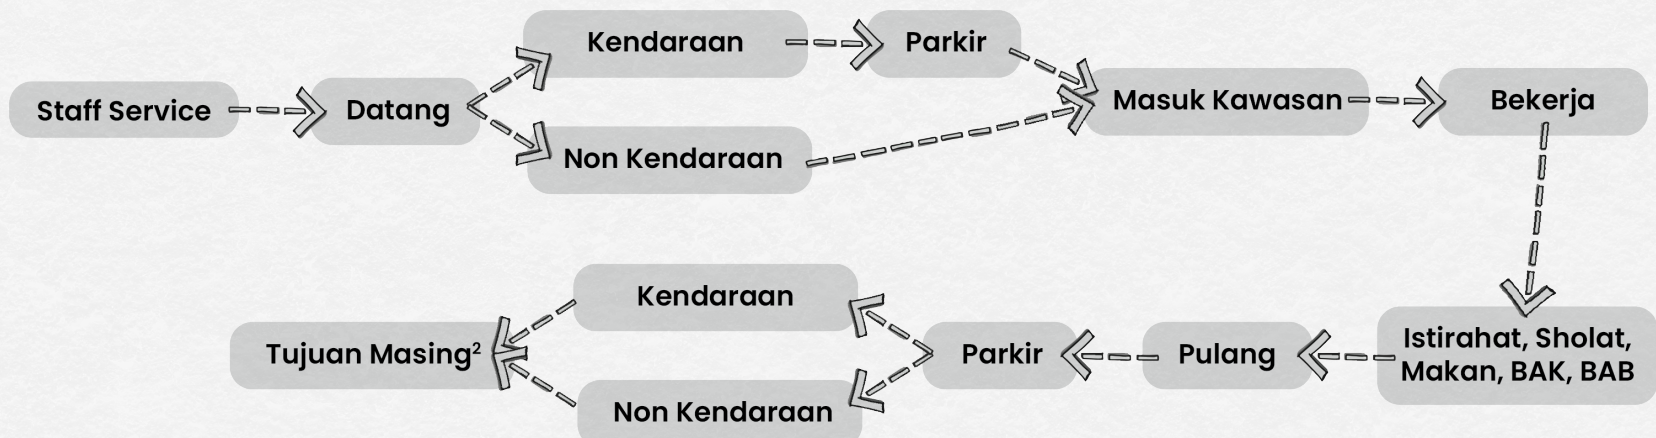 Staff Service
Datang
Kendaraan
Parkir
Non Kendaraan
Masuk Kawasan
Bekerja
Istirahat, Sholat,
Makan, BAK, BAB
Pulang
Parkir
Kendaraan
Non Kendaraan
Tujuan Masing²